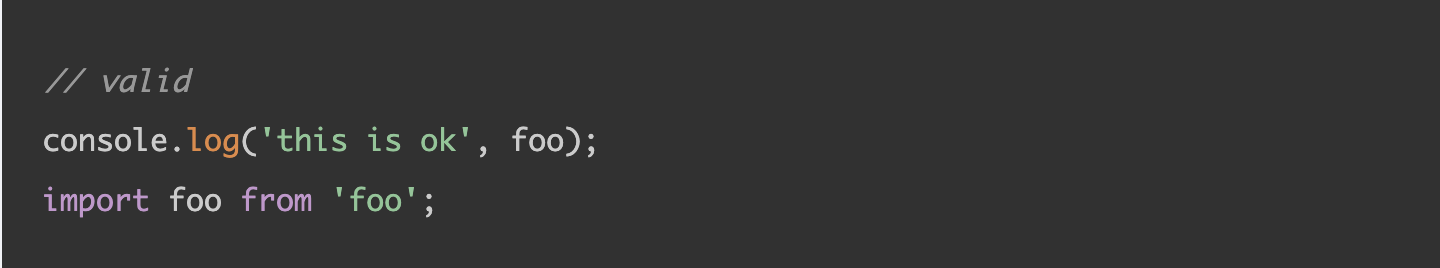 // valid
console.log('this is ok', foo);
import foo from 'foo';